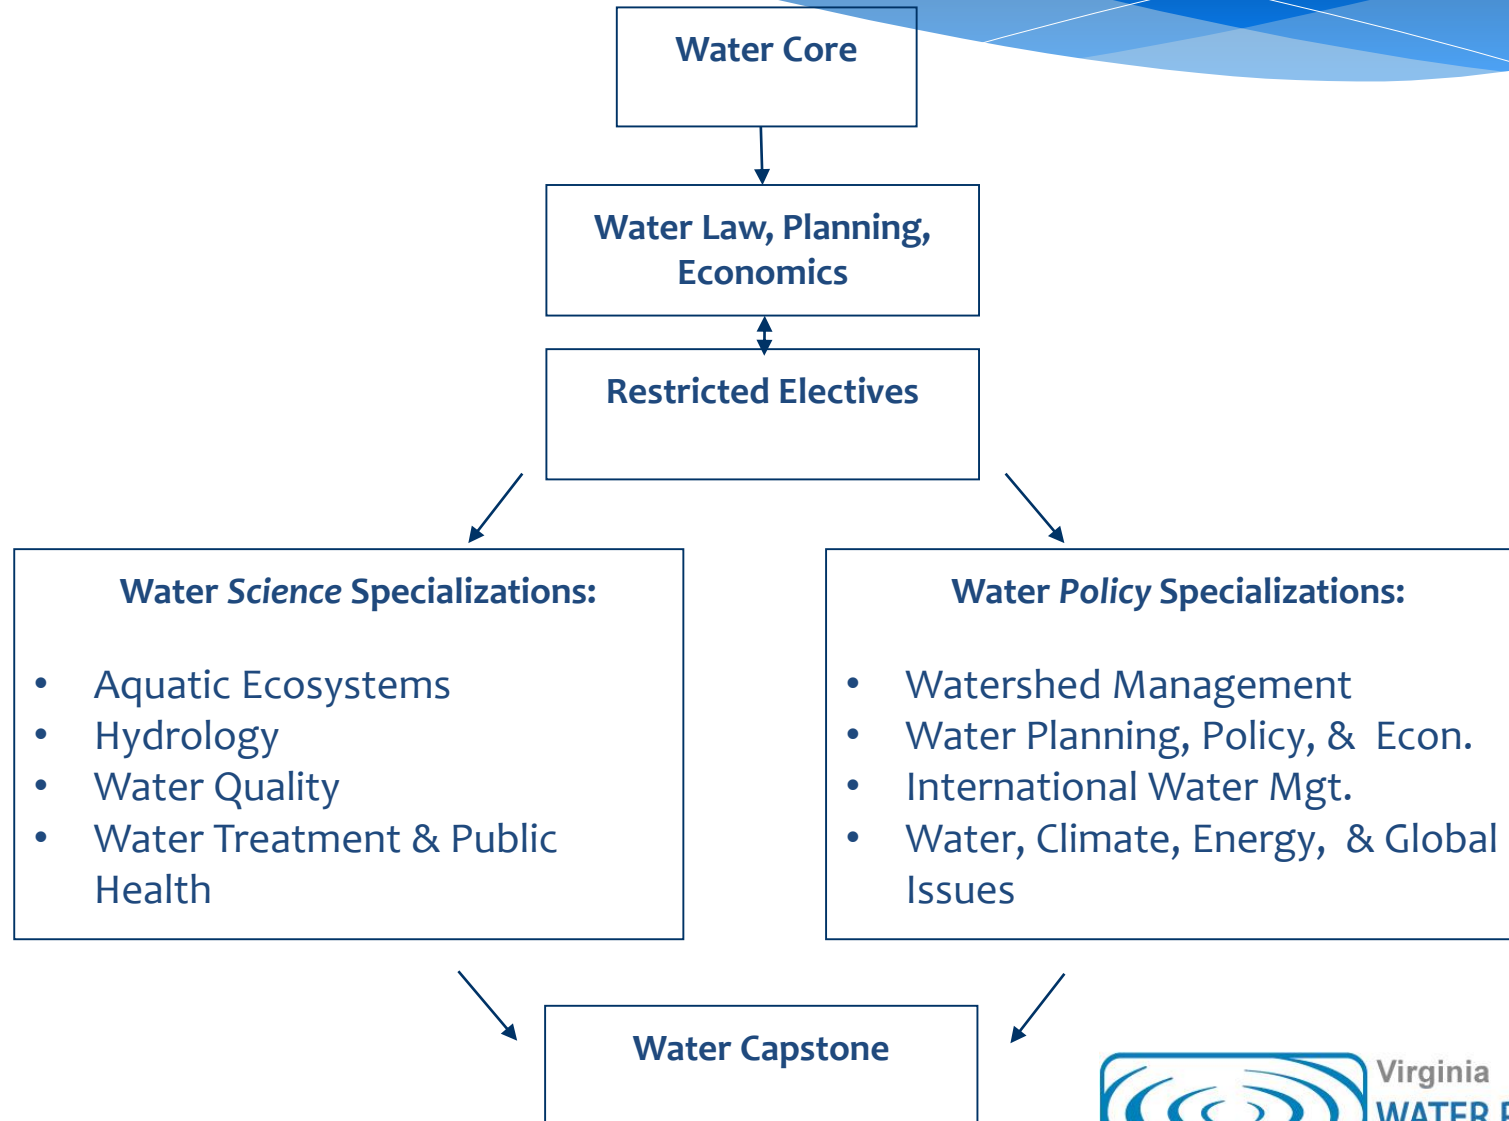 Water Core
Water Law, Planning,
Economics
Restricted Electives
Water Science Specializations:
• Aquatic Ecosystems
• Hydrology
• Water Quality
• Water Treatment & Public
Health
Water Policy Specializations:
• Watershed Management
• Water Planning, Policy, & Econ.
• International Water Mgt.
• Water, Climate, Energy, & Global
Issues
Water Capstone
Virginia
WATER